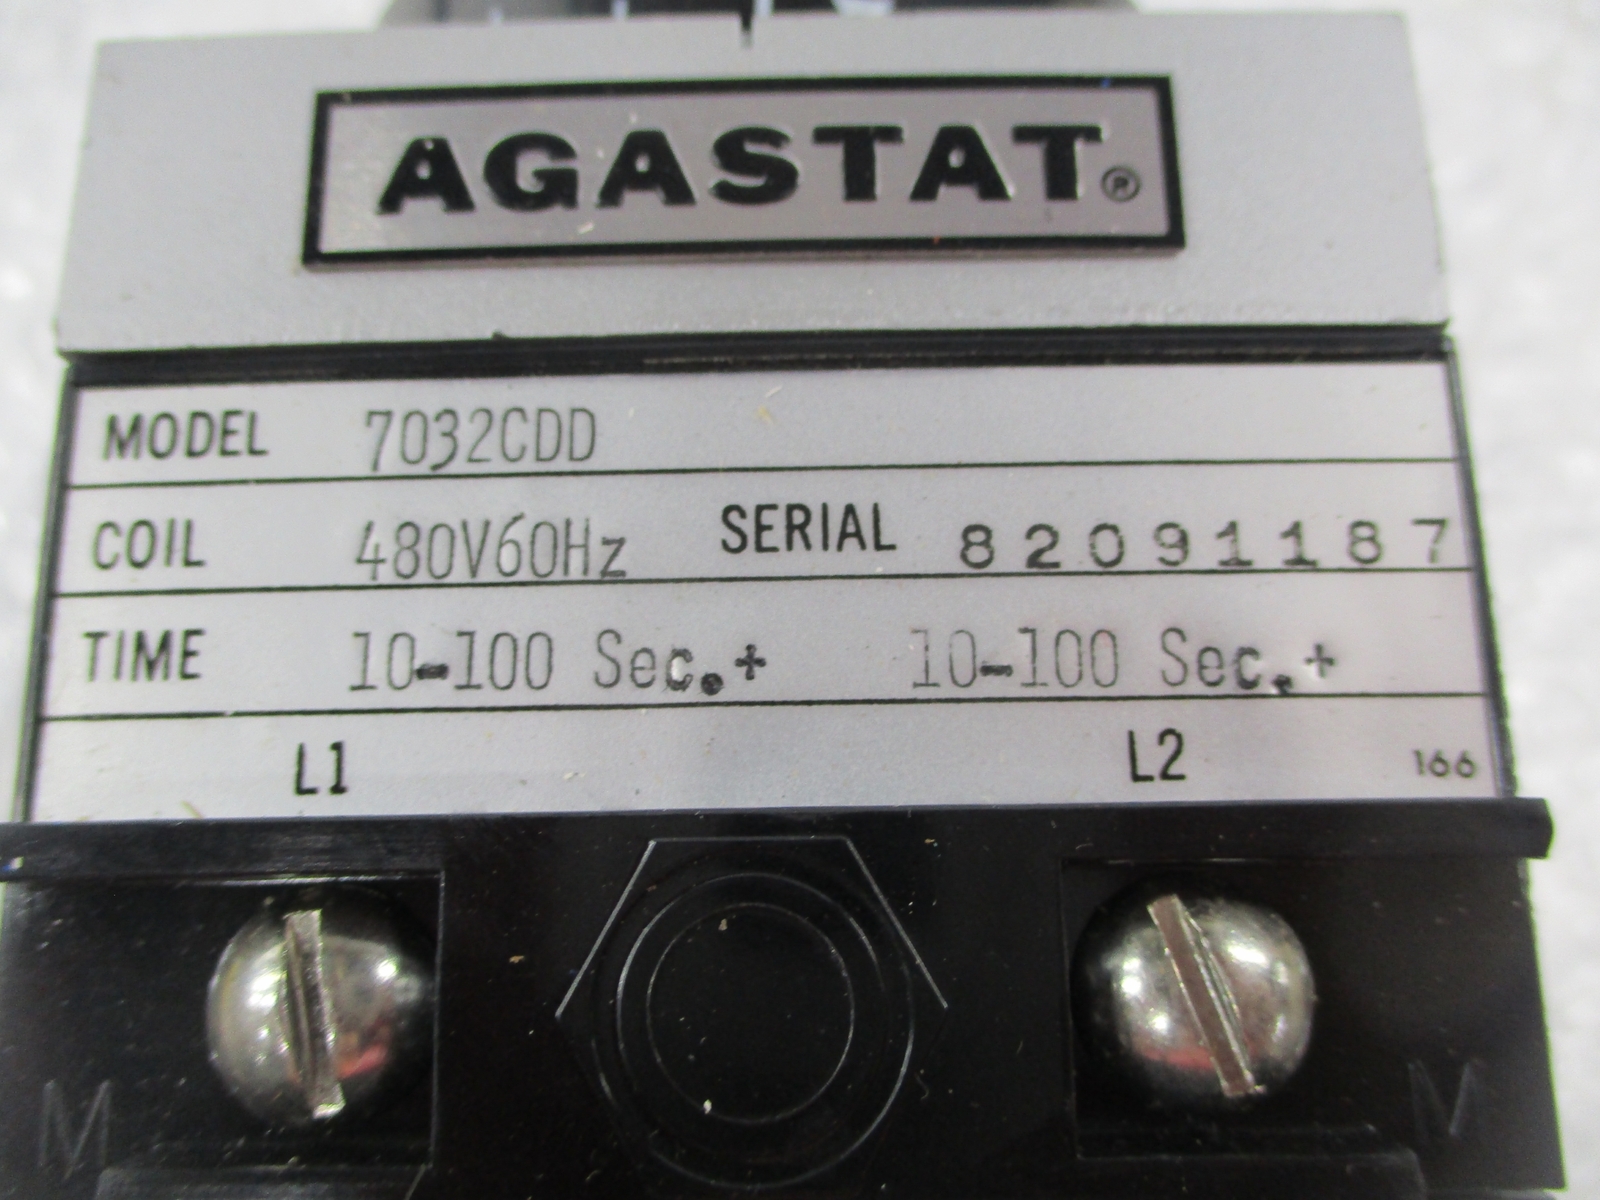 AGASTAT®
MODEL 7032CDD
COIL 480V60Hz SERIAL 82091187
TIME 10-100 Sec.+ 10-100 Sec.+
L1 L2 166
M M